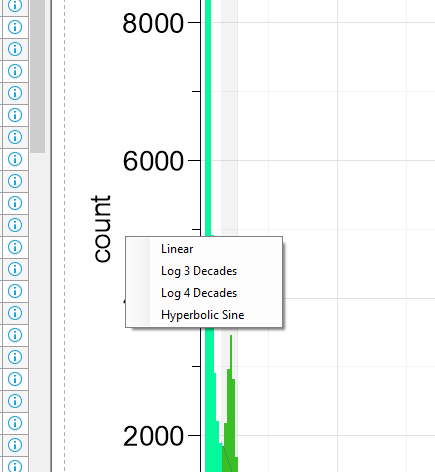 8000
6000
count
Linear
Log 3 Decades
Log 4 Decades
Hyperbolic Sine
2000